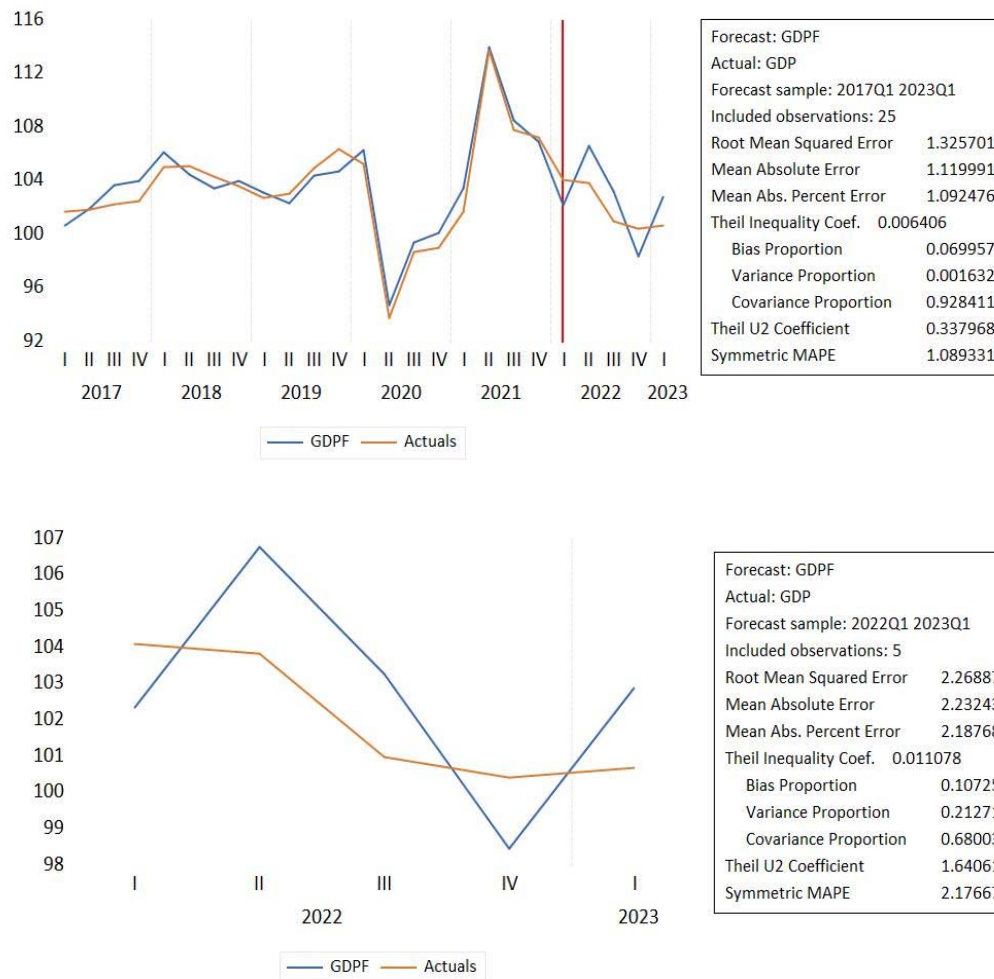 116
112
108
104
100
96
92
I II III IV I II III IV I II III IV I II III IV I II III IV I II III IV I
2017 2018 2019 2020 2021 2022 2023
GDPF Actuals
Forecast: GDPF
Actual: GDP
Forecast sample: 2017Q1 2023Q1
Included observations: 25
Root Mean Squared Error 1.325701
Mean Absolute Error 1.119991
Mean Abs. Percent Error 1.092476
Theil Inequality Coef. 0.006406
Bias Proportion 0.069957
Variance Proportion 0.001632
Covariance Proportion 0.928411
Theil U2 Coefficient 0.337968
Symmetric MAPE 1.089331
107
106
105
104
103
102
101
100
99
98
I II III IV I
2022 2023
GDPF Actuals
Forecast: GDPF
Actual: GDP
Forecast sample: 2022Q1 2023Q1
Included observations: 5
Root Mean Squared Error
Mean Absolute Error
Mean Abs. Percent Error
Theil Inequality Coef. 0.011078
Bias Proportion
Variance Proportion
Covariance Proportion
Theil U2 Coefficient
Symmetric MAPE